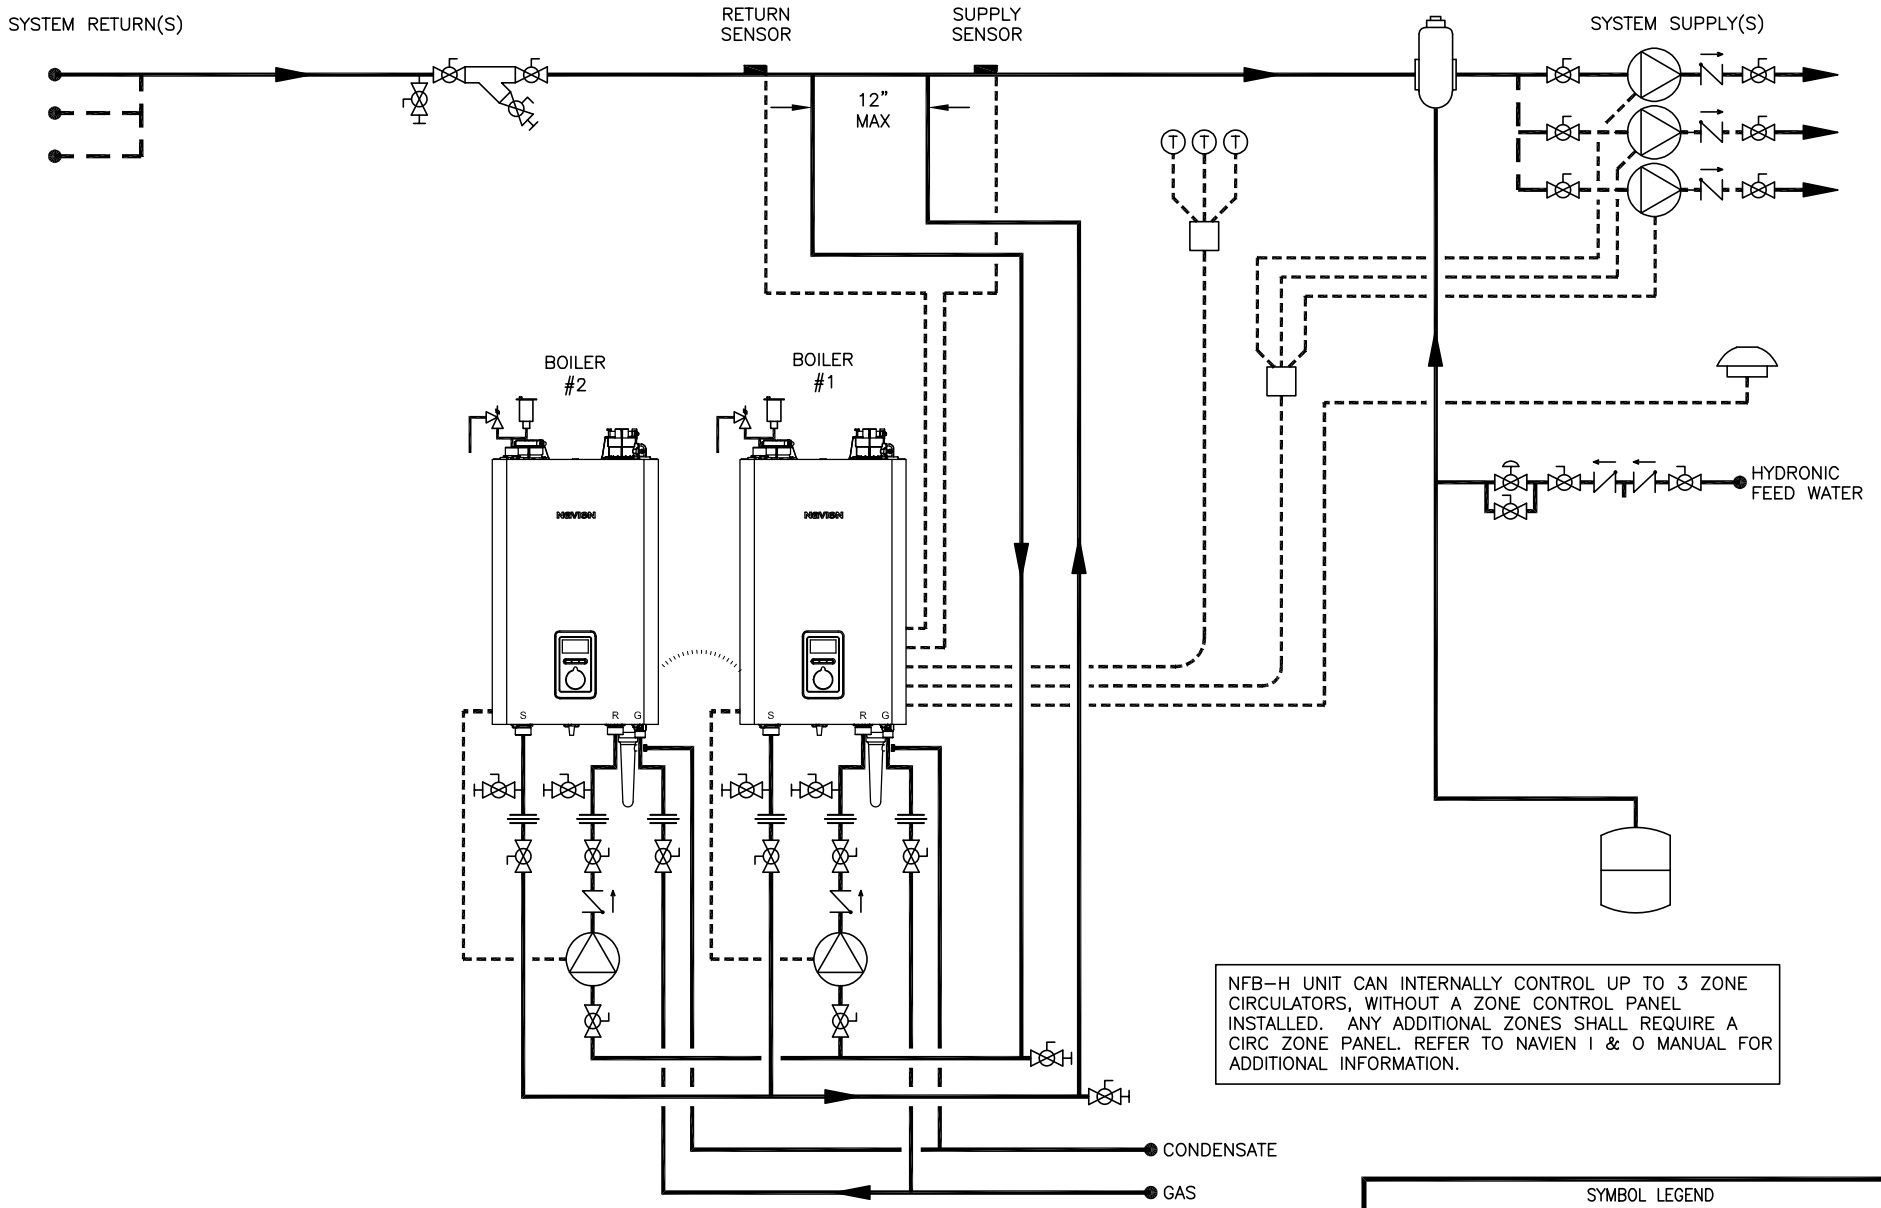 SYSTEM RETURN(S)
RETURN
SENSOR
SUPPLY
SENSOR
SYSTEM SUPPLY(S)
12"
MAX
T
T
T
BOILER
#2
BOILER
#1
HYDRONIC
FEED WATER
NAVIEN
NAVIEN
S
R
G
S
R
G
NFB-H UNIT CAN INTERNALLY CONTROL UP TO 3 ZONE
CIRCULATORS, WITHOUT A ZONE CONTROL PANEL
INSTALLED. ANY ADDITIONAL ZONES SHALL REQUIRE A
CIRC ZONE PANEL. REFER TO NAVIEN I & O MANUAL FOR
ADDITIONAL INFORMATION.
CONDENSATE
GAS
SYMBOL LEGEND